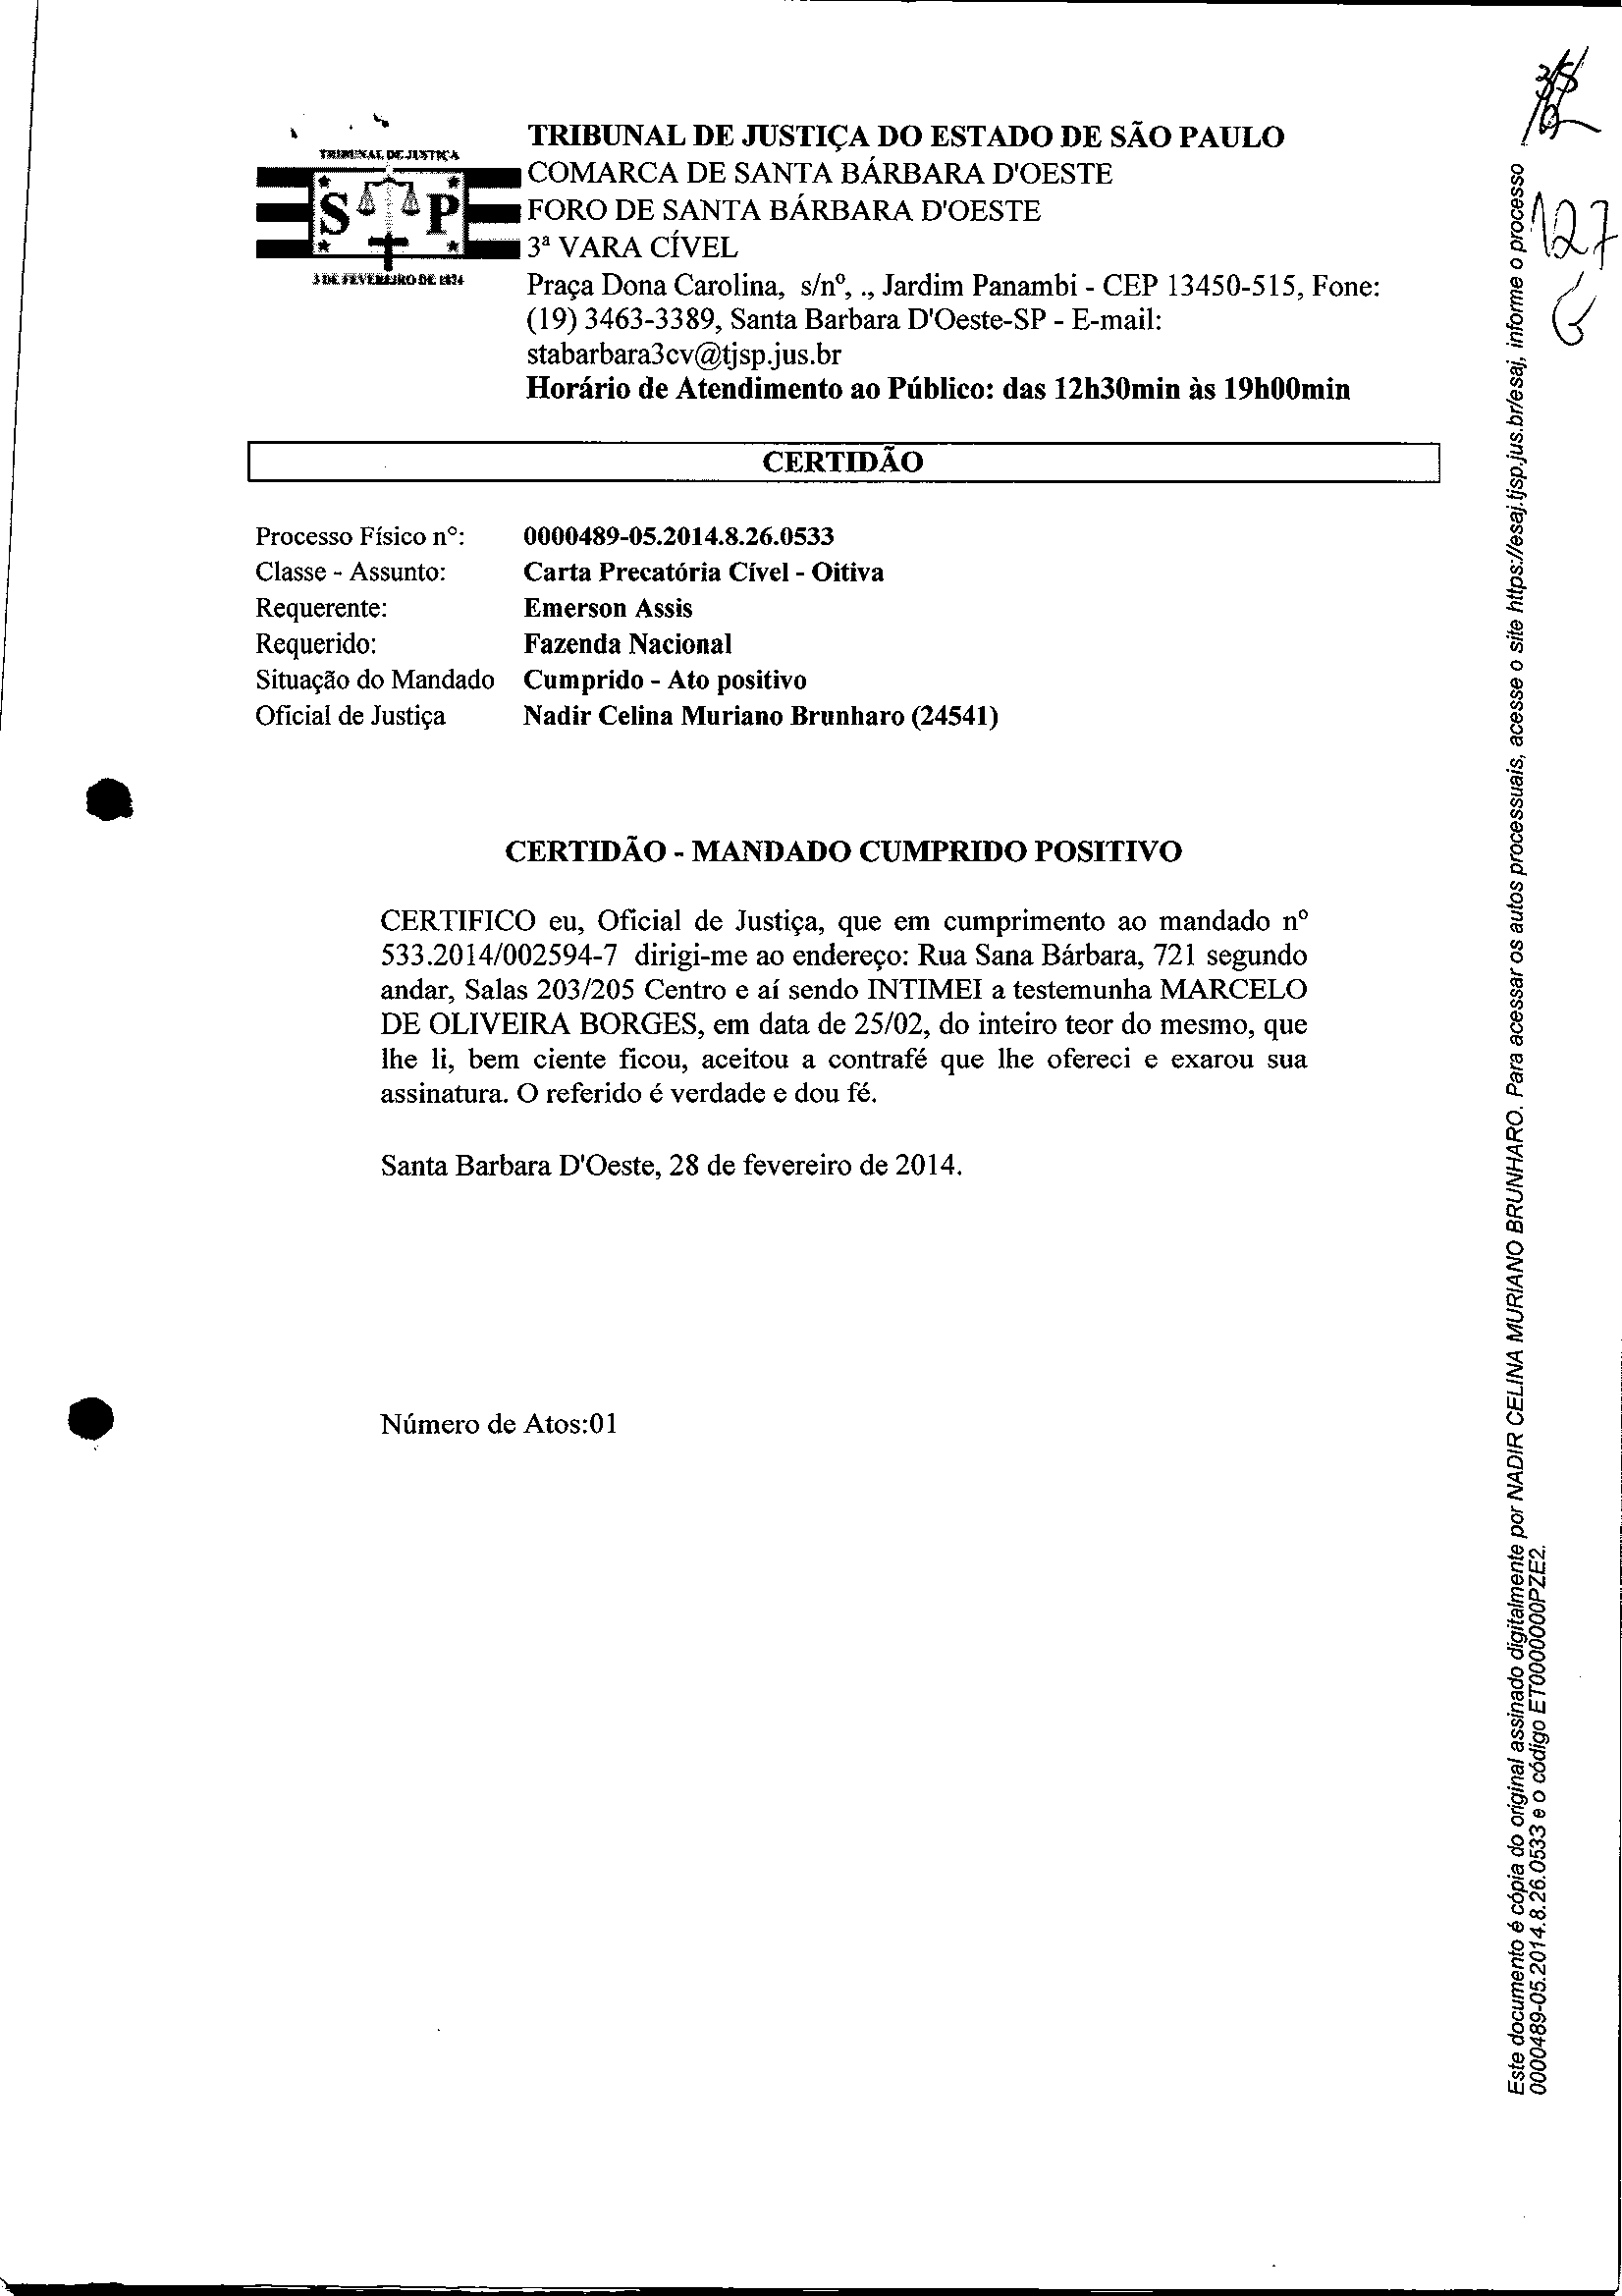 TRIBUNAL DE JUSTIÇA
S P
3 DE FEVEREIRO DE 1874
TRIBUNAL DE JUSTIÇA DO ESTADO DE SÃO PAULO
COMARCA DE SANTA BÁRBARA D'OESTE
FORO DE SANTA BÁRBARA D'OESTE
3ª VARA CÍVEL
Praça Dona Carolina, s/nº, ., Jardim Panambi - CEP 13450-515, Fone:
(19) 3463-3389, Santa Barbara D'Oeste-SP - E-mail:
stabarbara3cv@tjsp.jus.br
Horário de Atendimento ao Público: das 12h30min às 19h00min
127
CERTIDÃO
Processo Físico nº: 0000489-05.2014.8.26.0533
Classe - Assunto: Carta Precatória Cível - Oitiva
Requerente: Emerson Assis
Requerido: Fazenda Nacional
Situação do Mandado Cumprido - Ato positivo
Oficial de Justiça Nadir Celina Muriano Brunharo (24541)
CERTIDÃO - MANDADO CUMPRIDO POSITIVO
CERTIFICO eu, Oficial de Justiça, que em cumprimento ao mandado nº
533.2014/002594-7 dirigi-me ao endereço: Rua Sana Bárbara, 721 segundo
andar, Salas 203/205 Centro e aí sendo INTIMEI a testemunha MARCELO
DE OLIVEIRA BORGES, em data de 25/02, do inteiro teor do mesmo, que
lhe li, bem ciente ficou, aceitou a contrafé que lhe ofereci e exarou sua
assinatura. O referido é verdade e dou fé.
Santa Barbara D'Oeste, 28 de fevereiro de 2014.
Número de Atos:01
Este documento é cópia do original assinado digitalmente por NADIR CELINA MURIANO BRUNHARO. Para acessar os autos processuais, acesse o site https://esaj.tjsp.jus.br/esaj, informe o processo
0000489-05.2014.8.26.0533 e o código ET000000PZE2.